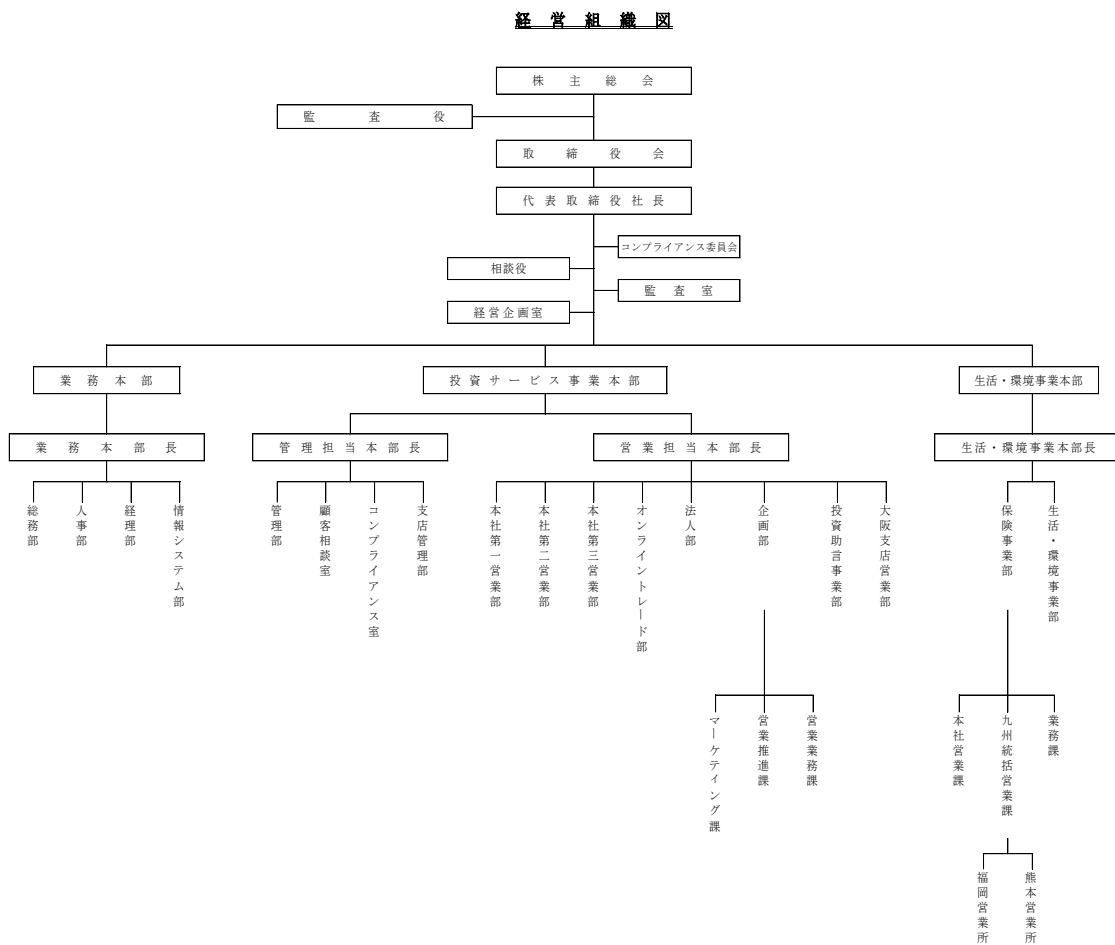 経営組織図
株主総会
監査役
取締役会
代表取締役社長
コンプライアンス委員会
相談役
監査室
経営企画室
業務本部
投資サービス事業本部
生活・環境事業本部
業務本部長
管理担当本部長
営業担当本部長
生活・環境事業本部長
総務部
人事部
経理部
情報システム部
管理部
顧客相談室
コンプライアンス室
支店管理部
本社第一営業部
本社第二営業部
本社第三営業部
オンライントレード部
法人部
企画部
投資助言事業部
大阪支店営業部
保険事業部
生活・環境事業部
マーケティング課
営業推進課
営業業務課
本社営業課
九州統括営業課
業務課
福岡営業所
熊本営業所